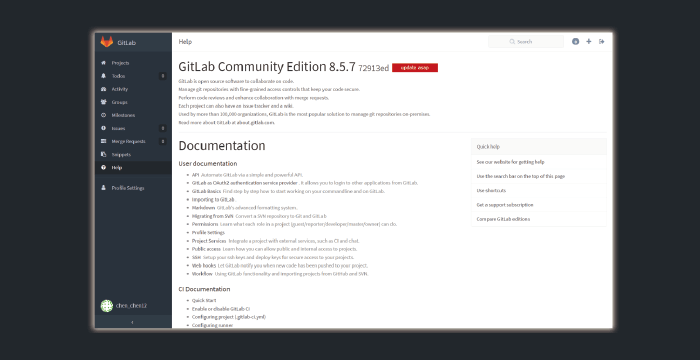 GitLab
Projects
Todos 0
Activity
Groups
Milestones
Issues 0
Merge Requests 0
Snippets
Help
Profile Settings
chen_chen12
Help
Search
GitLab Community Edition 8.5.7 72913ed update asap
GitLab is open source software to collaborate on code.
Manage git repositories with fine-grained access controls that keep your code secure.
Perform code reviews and enhance collaboration with merge requests.
Each project can also have an issue tracker and a wiki.
Used by more than 100,000 organizations, GitLab is the most popular solution to manage git repositories on-premises.
Read more about GitLab at about.gitlab.com.
Documentation
User documentation
API Automate GitLab via a simple and powerful API.
GitLab as OAuth2 authentication service provider . It allows you to login to other applications from GitLab.
GitLab Basics Find step by step how to start working on your commandline and on GitLab.
Importing to GitLab .
Markdown GitLab's advanced formatting system.
Migrating from SVN Convert a SVN repository to Git and GitLab
Permissions Learn what each role in a project (guest/reporter/developer/master/owner) can do.
Profile Settings
Project Services Integrate a project with external services, such as CI and chat.
Public access Learn how you can allow public and internal access to projects.
SSH Setup your ssh keys and deploy keys for secure access to your projects.
Web hooks Let GitLab notify you when new code has been pushed to your project.
Workflow Using GitLab functionality and importing projects from GitHub and SVN.
CI Documentation
Quick Start
Enable or disable GitLab CI
Configuring project (.gitlab-ci.yml)
Configuring runner
Quick help
See our website for getting help
Use the search bar on the top of this page
Use shortcuts
Get a support subscription
Compare GitLab editions